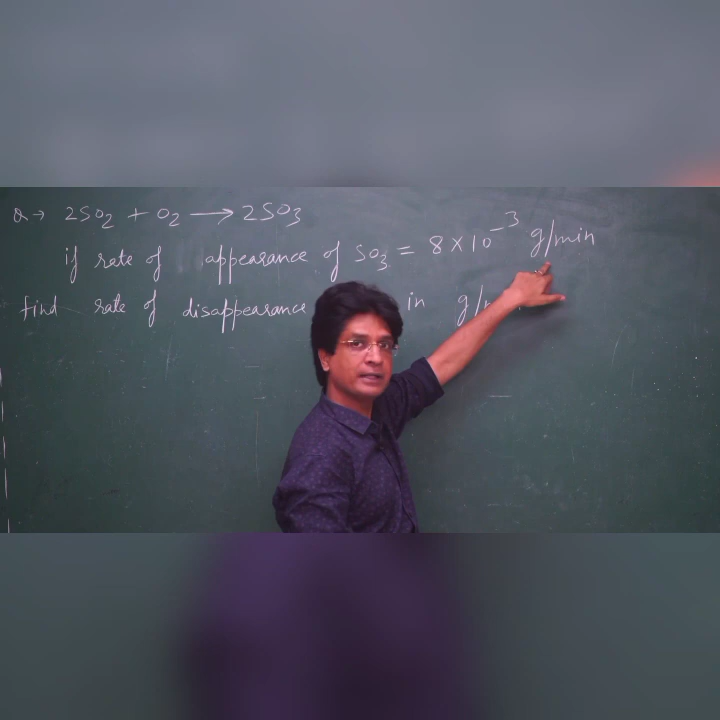 Q → 2SO₂ + O₂ ⟶ 2SO₃
if rate of appearance of SO₃ = 8 × 10⁻³ g/min
find rate of disappearance in